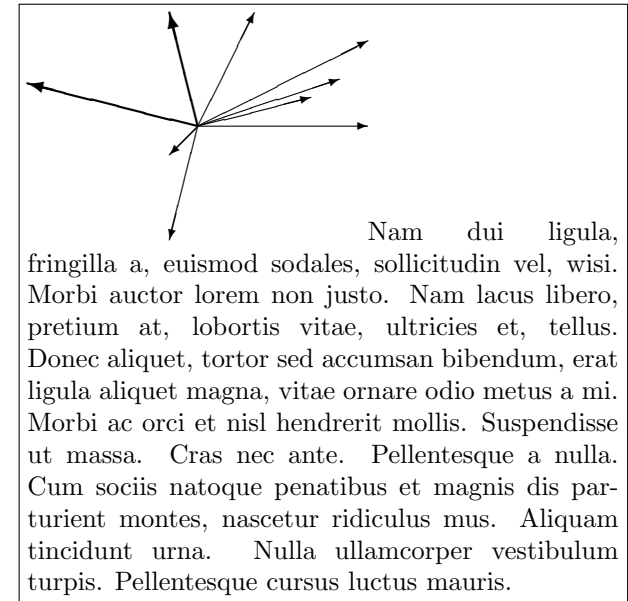 Nam dui ligula,
fringilla a, euismod sodales, sollicitudin vel, wisi.
Morbi auctor lorem non justo. Nam lacus libero,
pretium at, lobortis vitae, ultricies et, tellus.
Donec aliquet, tortor sed accumsan bibendum, erat
ligula aliquet magna, vitae ornare odio metus a mi.
Morbi ac orci et nisl hendrerit mollis. Suspendisse
ut massa. Cras nec ante. Pellentesque a nulla.
Cum sociis natoque penatibus et magnis dis par-
turient montes, nascetur ridiculus mus. Aliquam
tincidunt urna. Nulla ullamcorper vestibulum
turpis. Pellentesque cursus luctus mauris.